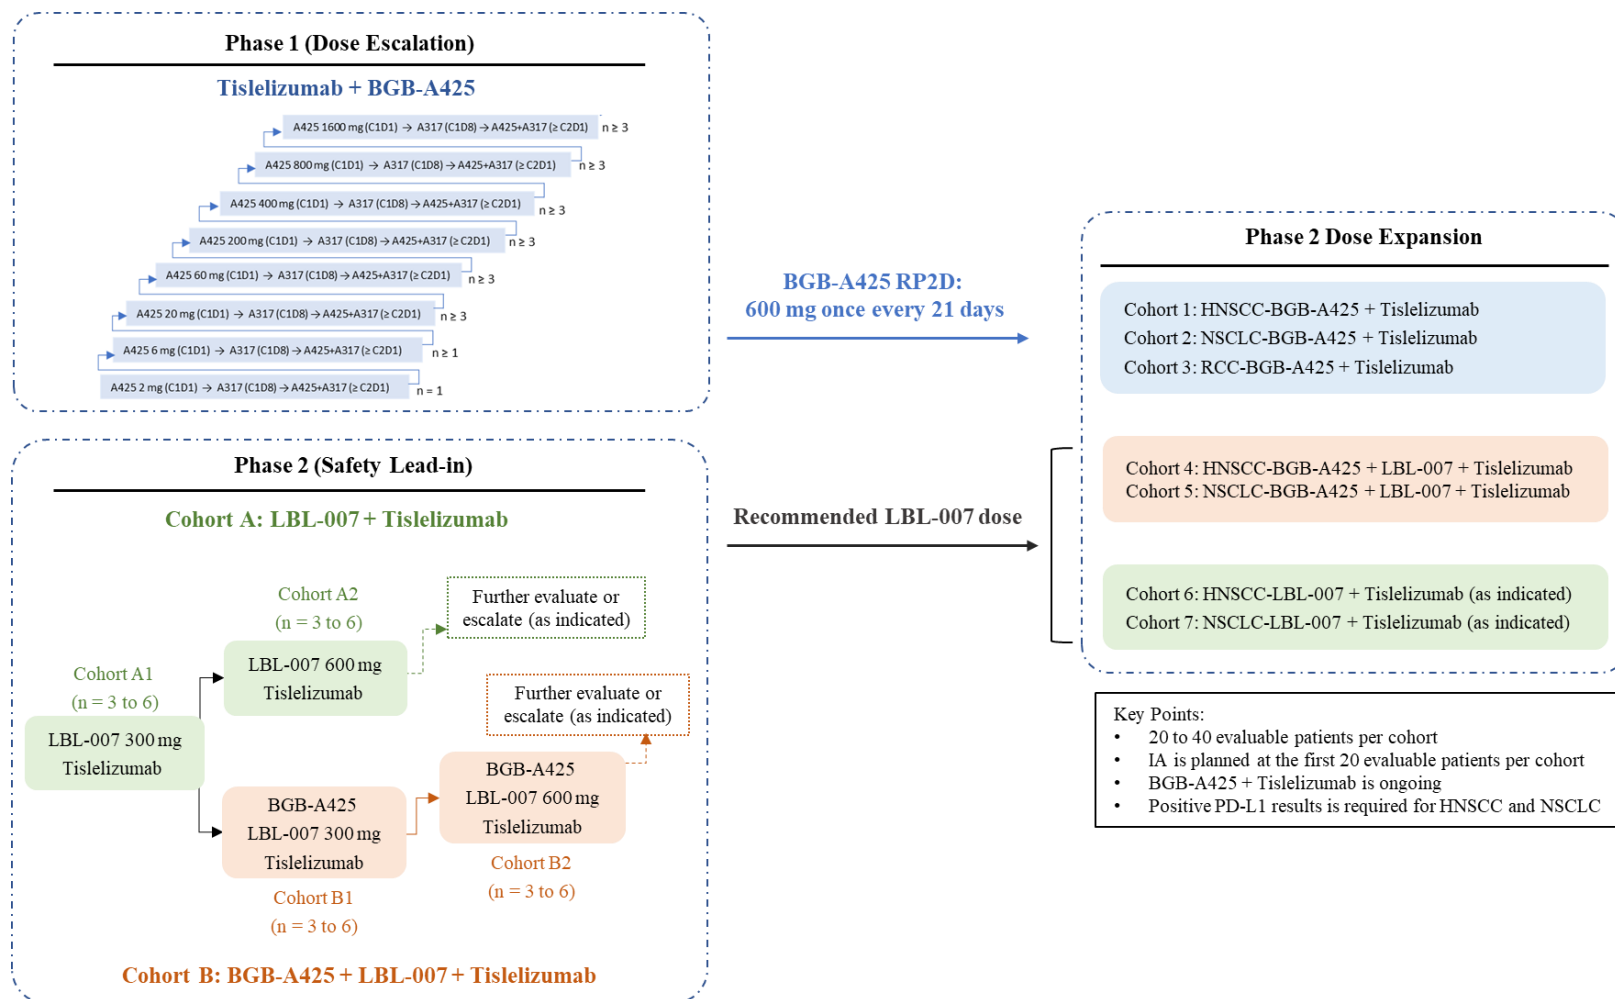 Phase 1 (Dose Escalation)
Tislelizumab + BGB-A425
A425 1600 mg (C1D1) → A317 (C1D8) → A425+A317 (≥ C2D1) n ≥ 3
A425 800 mg (C1D1) → A317 (C1D8) → A425+A317 (≥ C2D1) n ≥ 3
A425 400 mg (C1D1) → A317 (C1D8) → A425+A317 (≥ C2D1) n ≥ 3
A425 200 mg (C1D1) → A317 (C1D8) → A425+A317 (≥ C2D1) n ≥ 3
A425 60 mg (C1D1) → A317 (C1D8) → A425+A317 (≥ C2D1) n ≥ 3
A425 20 mg (C1D1) → A317 (C1D8) → A425+A317 (≥ C2D1) n ≥ 3
A425 6 mg (C1D1) → A317 (C1D8) → A425+A317 (≥ C2D1) n ≥ 1
A425 2 mg (C1D1) → A317 (C1D8) → A425+A317 (≥ C2D1) n = 1
BGB-A425 RP2D:
600 mg once every 21 days
Phase 2 (Safety Lead-in)
Cohort A: LBL-007 + Tislelizumab
Cohort A1
(n = 3 to 6)
LBL-007 300 mg
Tislelizumab
Cohort A2
(n = 3 to 6)
LBL-007 600 mg
Tislelizumab
Further evaluate or
escalate (as indicated)
BGB-A425
LBL-007 300 mg
Tislelizumab
Cohort B1
(n = 3 to 6)
BGB-A425
LBL-007 600 mg
Tislelizumab
Cohort B2
(n = 3 to 6)
Further evaluate or
escalate (as indicated)
Cohort B: BGB-A425 + LBL-007 + Tislelizumab
Recommended LBL-007 dose
Phase 2 Dose Expansion
Cohort 1: HNSCC-BGB-A425 + Tislelizumab
Cohort 2: NSCLC-BGB-A425 + Tislelizumab
Cohort 3: RCC-BGB-A425 + Tislelizumab
Cohort 4: HNSCC-BGB-A425 + LBL-007 + Tislelizumab
Cohort 5: NSCLC-BGB-A425 + LBL-007 + Tislelizumab
Cohort 6: HNSCC-LBL-007 + Tislelizumab (as indicated)
Cohort 7: NSCLC-LBL-007 + Tislelizumab (as indicated)
Key Points:
• 20 to 40 evaluable patients per cohort
• IA is planned at the first 20 evaluable patients per cohort
• BGB-A425 + Tislelizumab is ongoing
• Positive PD-L1 results is required for HNSCC and NSCLC